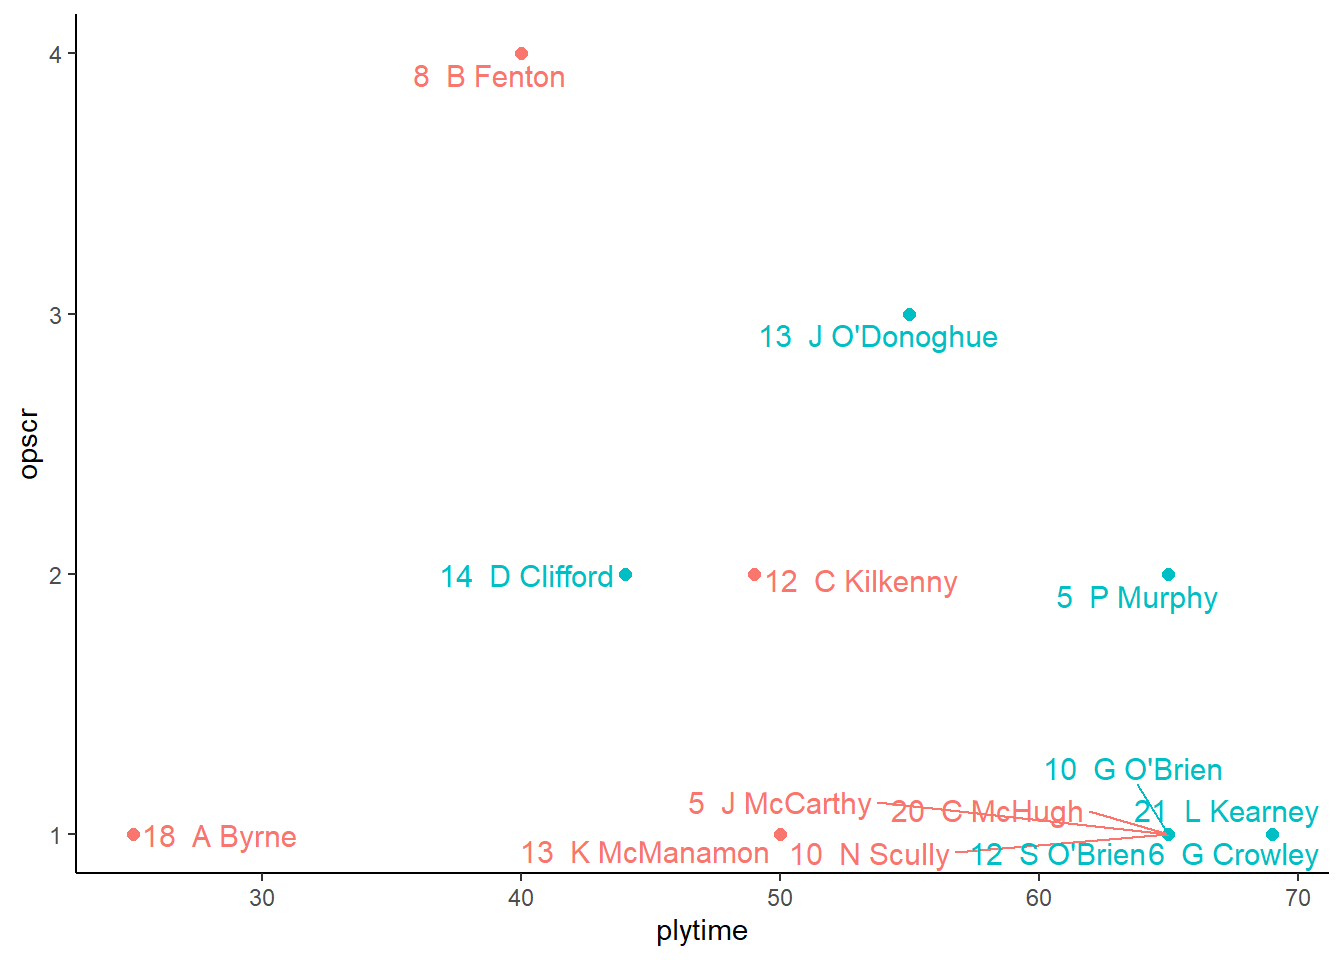 4
8  B Fenton
3
13  J O'Donoghue
opscr
2
14  D Clifford
12  C Kilkenny
5  P Murphy
10  G O'Brien
5  J McCarthy
20  C McHugh
21  L Kearney
1
18  A Byrne
13  K McManamon
10  N Scully
12  S O'Brien
6  G Crowley
30 40 50 60 70
plytime